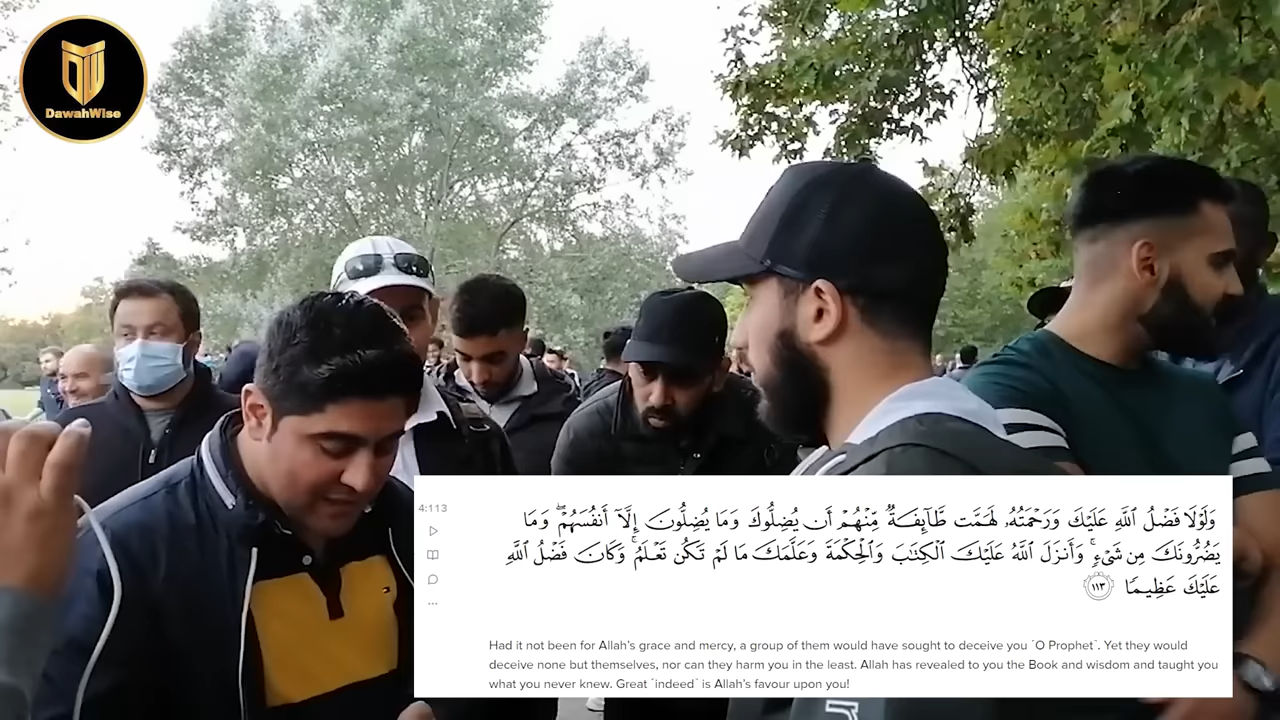 DawahWise
4:113
وَلَوْلَا فَضْلُ ٱللَّهِ عَلَيْكَ وَرَحْمَتُهُۥ لَهَمَّت طَّآئِفَةٌ مِّنْهُمْ أَن يُضِلُّوكَ وَمَا يُضِلُّونَ إِلَّآ أَنفُسَهُمْ ۖ وَمَا
يَضُرُّونَكَ مِن شَىْءٍ ۚ وَأَنزَلَ ٱللَّهُ عَلَيْكَ ٱلْكِتَـٰبَ وَٱلْحِكْمَةَ وَعَلَّمَكَ مَا لَمْ تَكُن تَعْلَمُ ۚ وَكَانَ فَضْلُ ٱللَّهِ
عَلَيْكَ عَظِيمًا ١١٣
Had it not been for Allah's grace and mercy, a group of them would have sought to deceive you ˹O Prophet˺. Yet they would
deceive none but themselves, nor can they harm you in the least. Allah has revealed to you the Book and wisdom and taught you
what you never knew. Great ˹indeed˺ is Allah's favour upon you!